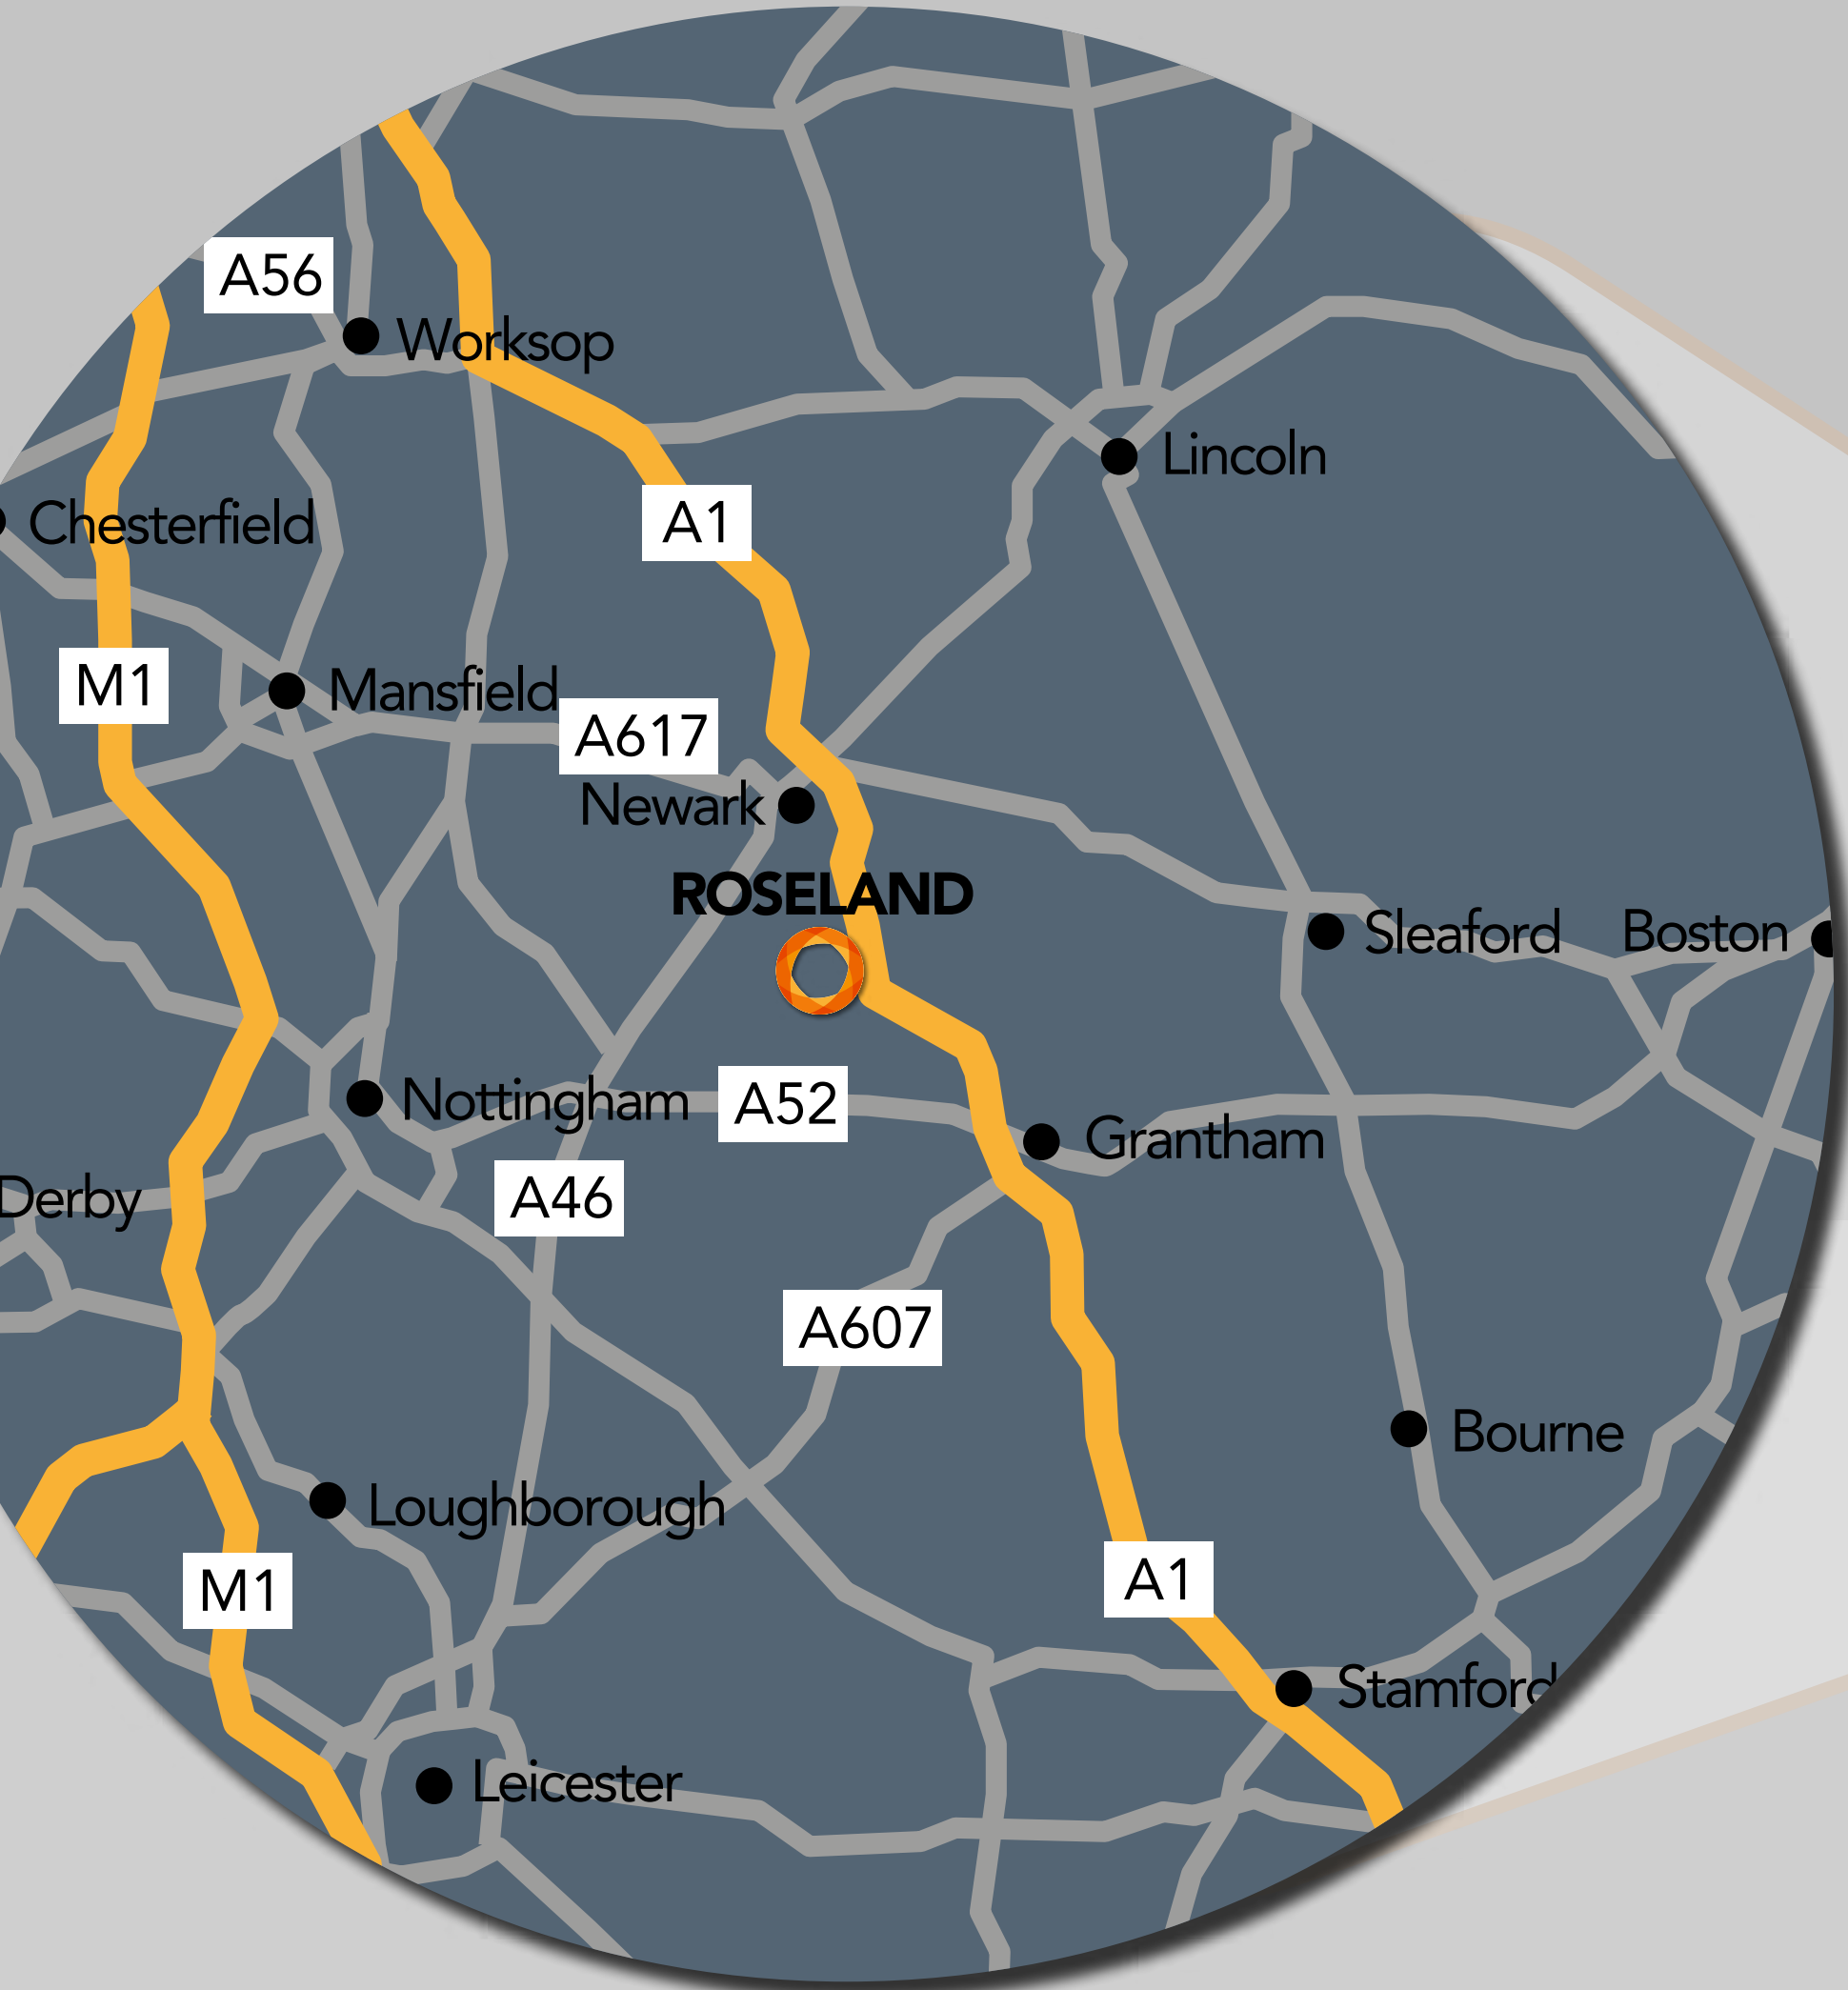 A56
Worksop
Lincoln
Chesterfield
A1
M1
Mansfield
A617
Newark
ROSELAND
Sleaford
Boston
Nottingham
A52
Grantham
Derby
A46
A607
Bourne
Loughborough
A1
M1
Stamford
Leicester